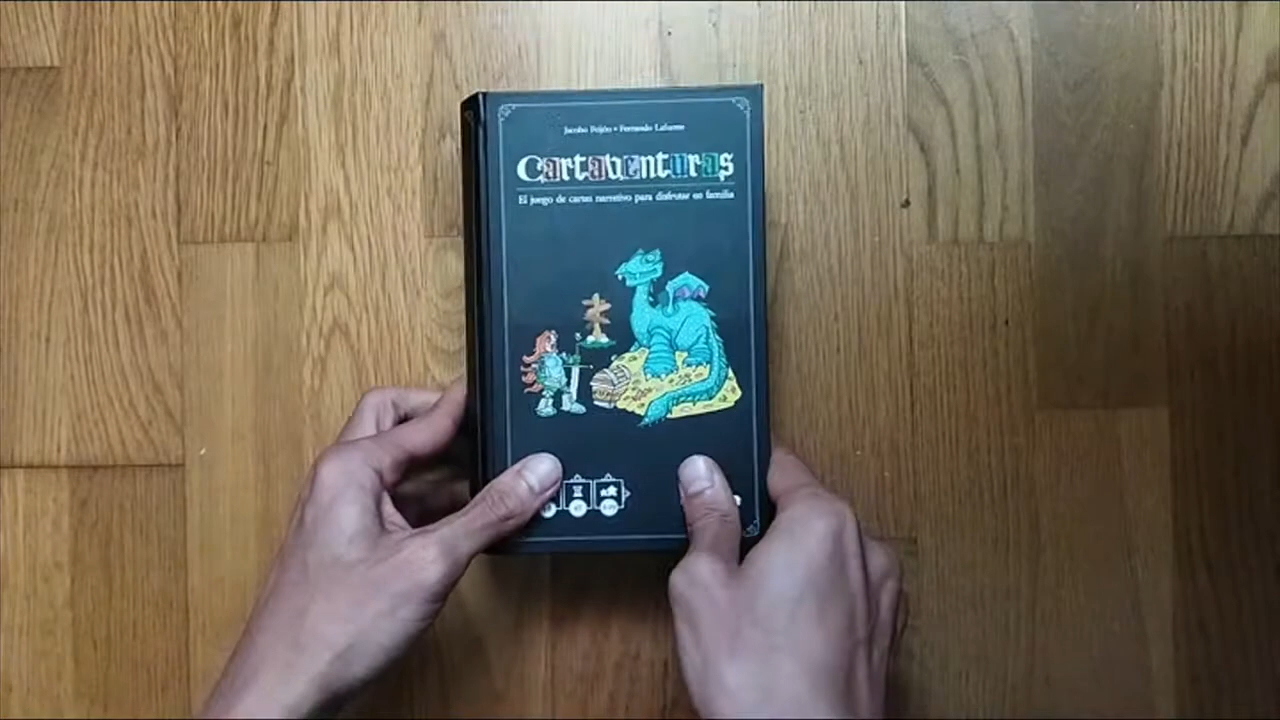 Jacobo Feijóo • Fernando Lafuente
Cartaventuras
El juego de cartas narrativo para disfrutar en familia